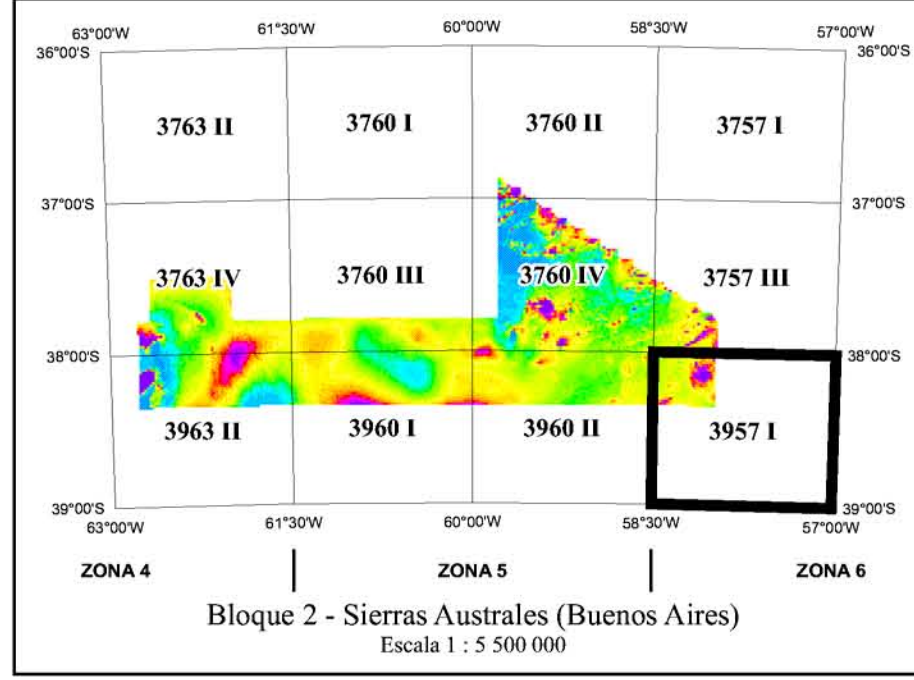 63°00'W 61°30'W 60°00'W 58°30'W 57°00'W
36°00'S 36°00'S
3763 II 3760 I 3760 II 3757 I
37°00'S 37°00'S
3763 IV 3760 III 3760 IV 3757 III
38°00'S 38°00'S
3963 II 3960 I 3960 II 3957 I
39°00'S 39°00'S
63°00'W 61°30'W 60°00'W 58°30'W 57°00'W
ZONA 4 ZONA 5 ZONA 6
Bloque 2 - Sierras Australes (Buenos Aires)
Escala 1 : 5 500 000